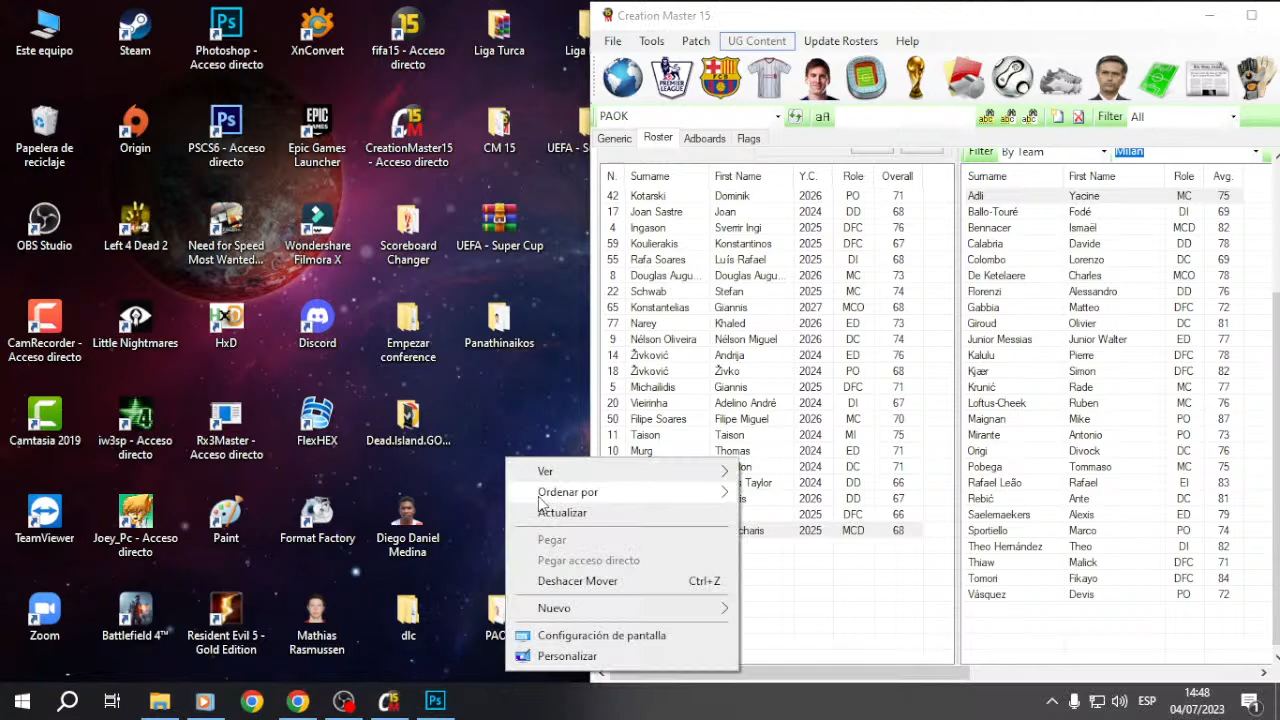 Este equipo
Steam
Photoshop -
Acceso directo
XnConvert
fifa15 - Acceso
directo
Liga Turca
Liga
Papelera de
reciclaje
Origin
PSCS6 - Acceso
directo
Epic Games
Launcher
CreationMaster15
- Acceso directo
CM 15
UEFA - S
OBS Studio
Left 4 Dead 2
Need for Speed
Most Wanted...
Wondershare
Filmora X
Scoreboard
Changer
UEFA - Super Cup
CamRecorder -
Acceso directo
Little Nightmares
HxD
Discord
Empezar
conference
Panathinaikos
Camtasia 2019
iw3sp - Acceso
directo
Rx3Master -
Acceso directo
FlexHEX
Dead.Island.GO...
TeamViewer
Joey_Pc - Acceso
directo
Paint
Format Factory
Diego Daniel
Medina
Zoom
Battlefield 4™
Resident Evil 5 -
Gold Edition
Mathias
Rasmussen
dlc
PAO
Creation Master 15
File Tools Patch UG Content Update Rosters Help
PAOK Filter All
Generic Roster Adboards Flags
Filter By Team Milan
N. Surname First Name Y.C. Role Overall
42 Kotarski Dominik 2026 PO 71
17 Joan Sastre Joan 2024 DD 68
4 Ingason Sverrir Ingi 2025 DFC 76
59 Koulierakis Konstantinos 2025 DFC 67
55 Rafa Soares Luís Rafael 2025 DI 68
8 Douglas Augu... Douglas Augu... 2026 MC 73
22 Schwab Stefan 2024 MC 74
65 Konstantelias Giannis 2027 MCO 68
77 Narey Khaled 2026 ED 73
9 Nélson Oliveira Nélson Miguel 2024 DC 74
14 Živković Andrija 2024 ED 76
18 Živković Živko 2024 PO 68
5 Michailidis Giannis 2025 DFC 71
20 Vieirinha Adelino André 2024 DI 67
50 Filipe Soares Filipe Miguel 2026 MC 70
11 Taison Taison 2024 MI 75
10 Murg Thomas 2024 ED 71
2026 DC 71
Taylor 2024 DD 66
2026 DD 67
2025 DFC 66
charis 2025 MCD 68
Surname First Name Role Avg.
Adli Yacine MC 75
Ballo-Touré Fodé DI 69
Bennacer Ismaël MCD 82
Calabria Davide DD 78
Colombo Lorenzo DC 69
De Ketelaere Charles MCO 78
Florenzi Alessandro DD 76
Gabbia Matteo DFC 72
Giroud Olivier DC 81
Junior Messias Junior Walter ED 77
Kalulu Pierre DFC 78
Kjær Simon DFC 82
Krunić Rade MC 77
Loftus-Cheek Ruben MC 76
Maignan Mike PO 87
Mirante Antonio PO 73
Origi Divock DC 76
Pobega Tommaso MC 75
Rafael Leão Rafael EI 83
Rebić Ante DC 81
Saelemaekers Alexis ED 79
Sportiello Marco PO 74
Theo Hernández Theo DI 82
Thiaw Malick DFC 71
Tomori Fikayo DFC 84
Vásquez Devis PO 72
Ver
Ordenar por
Actualizar
Pegar
Pegar acceso directo
Deshacer Mover Ctrl+Z
Nuevo
Configuración de pantalla
Personalizar
ESP
14:48
04/07/2023